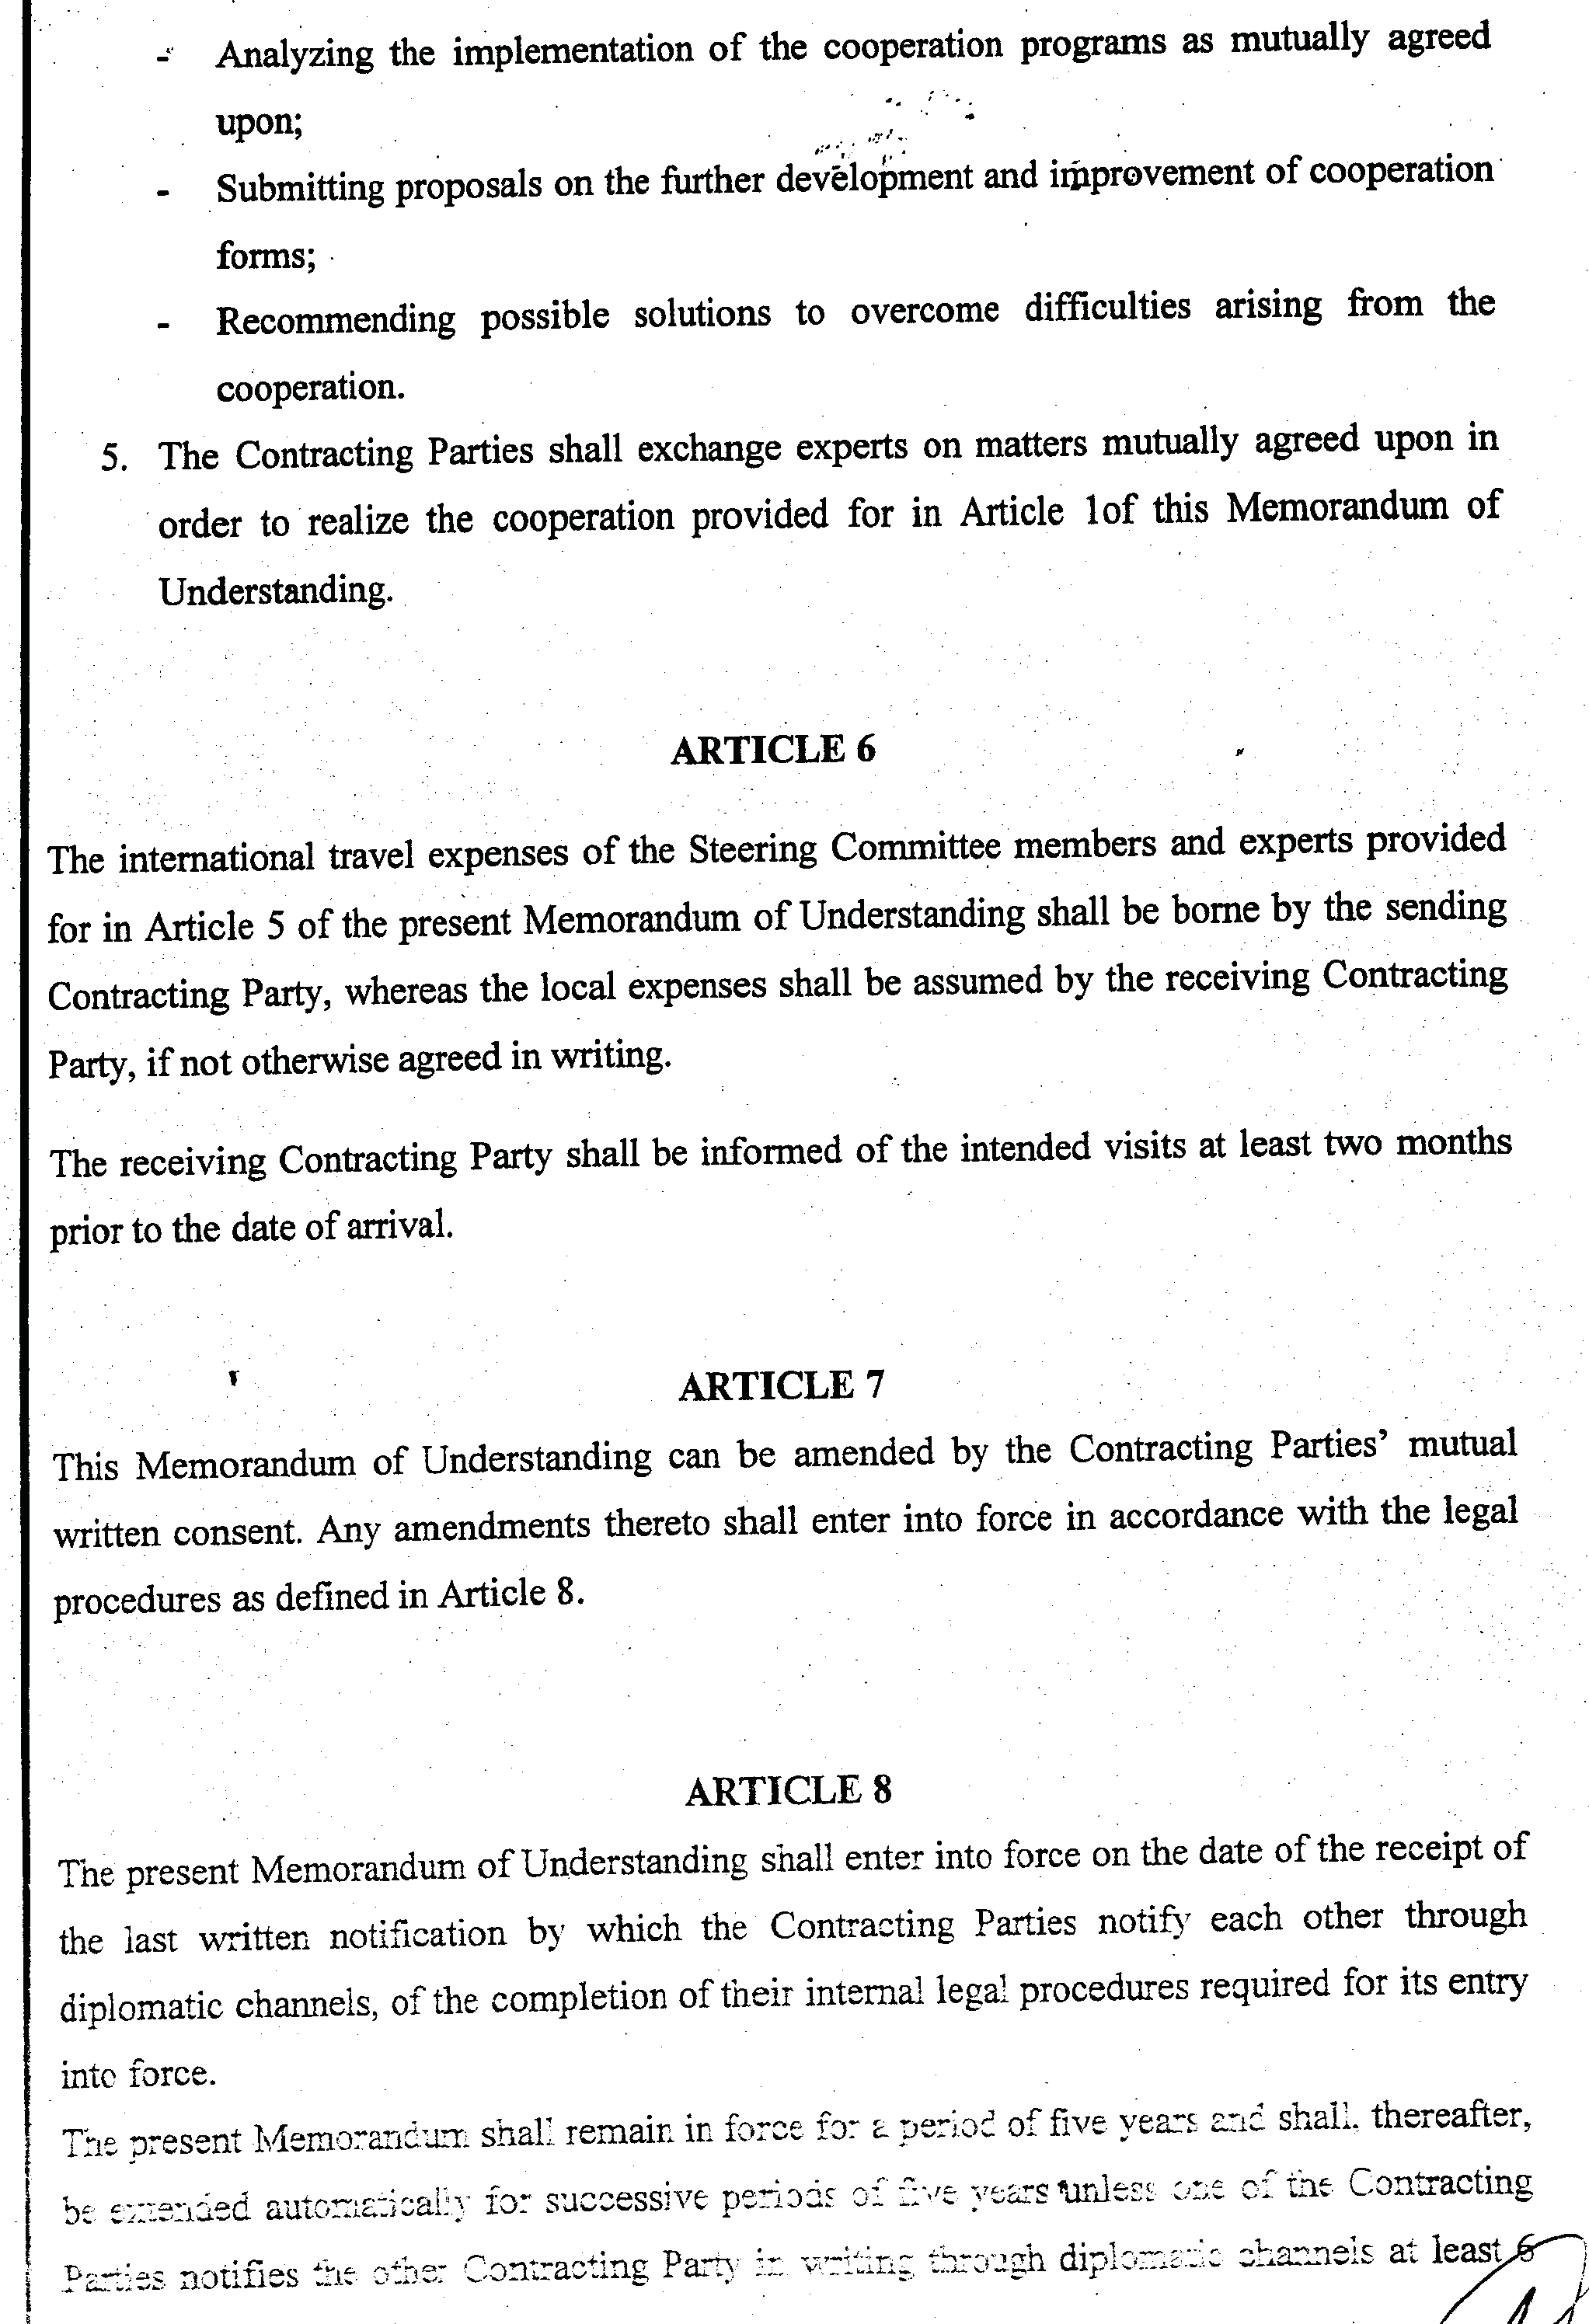 - Analyzing the implementation of the cooperation programs as mutually agreed
upon;
- Submitting proposals on the further development and improvement of cooperation
forms;
- Recommending possible solutions to overcome difficulties arising from the
cooperation.
5. The Contracting Parties shall exchange experts on matters mutually agreed upon in
order to realize the cooperation provided for in Article 1of this Memorandum of
Understanding.
ARTICLE 6
The international travel expenses of the Steering Committee members and experts provided
for in Article 5 of the present Memorandum of Understanding shall be borne by the sending
Contracting Party, whereas the local expenses shall be assumed by the receiving Contracting
Party, if not otherwise agreed in writing.
The receiving Contracting Party shall be informed of the intended visits at least two months
prior to the date of arrival.
ARTICLE 7
This Memorandum of Understanding can be amended by the Contracting Parties’ mutual
written consent. Any amendments thereto shall enter into force in accordance with the legal
procedures as defined in Article 8.
ARTICLE 8
The present Memorandum of Understanding shall enter into force on the date of the receipt of
the last written notification by which the Contracting Parties notify each other through
diplomatic channels, of the completion of their internal legal procedures required for its entry
into force.
The present Memorandum shall remain in force for a period of five years and shall, thereafter,
be extended automatically for successive periods of five years unless one of the Contracting
Parties notifies the other Contracting Party in writing through diplomatic channels at least 6